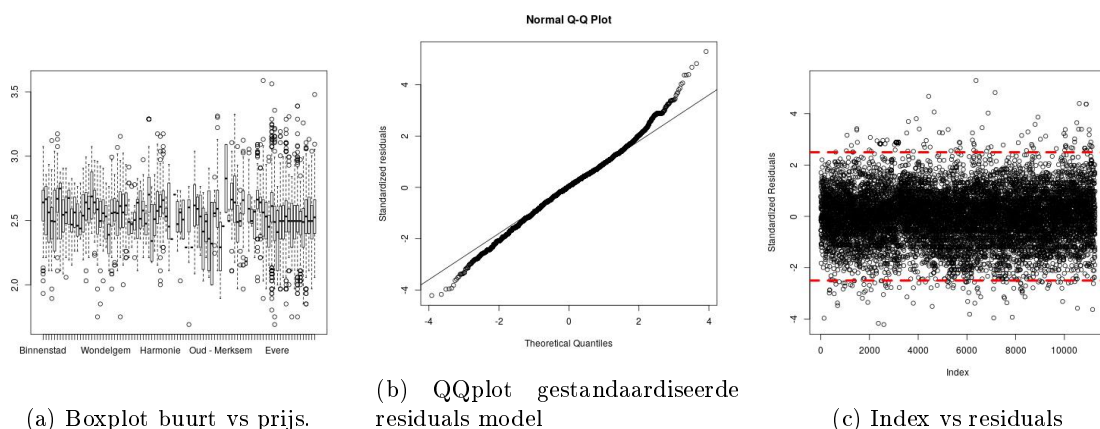 Normal Q-Q Plot
3.5
3.0
2.5
2.0
Binnenstad Wondelgem Harmonie Oud - Merksem Evere
Standardized residuals
4
2
0
-2
-4
-4 -2 0 2 4
Theoretical Quantiles
Standardized Residuals
4
2
0
-2
-4
0 2000 4000 6000 8000 10000
Index
(a) Boxplot buurt vs prijs.
(b) QQplot gestandaardiseerde
residuals model
(c) Index vs residuals